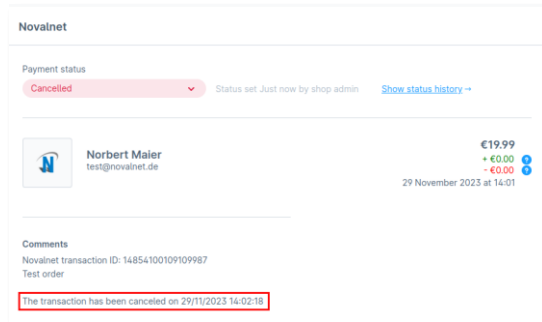 Novalnet
Payment status
Cancelled
Status set Just now by shop admin
Show status history→
N
Norbert Maier
test@novalnet.de
€19.99
+ €0.00 ?
- €0.00 ?
29 November 2023 at 14:01
Comments
Novalnet transaction ID: 14854100109109987
Test order
The transaction has been canceled on 29/11/2023 14:02:18